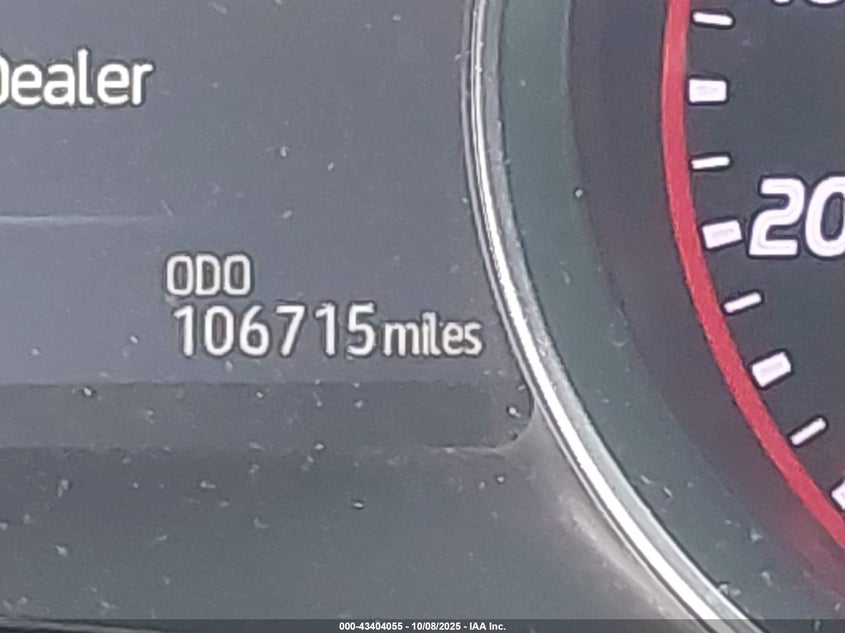 Dealer
20
ODO
106715 miles
000-43404055 - 10/08/2025 - IAA Inc.